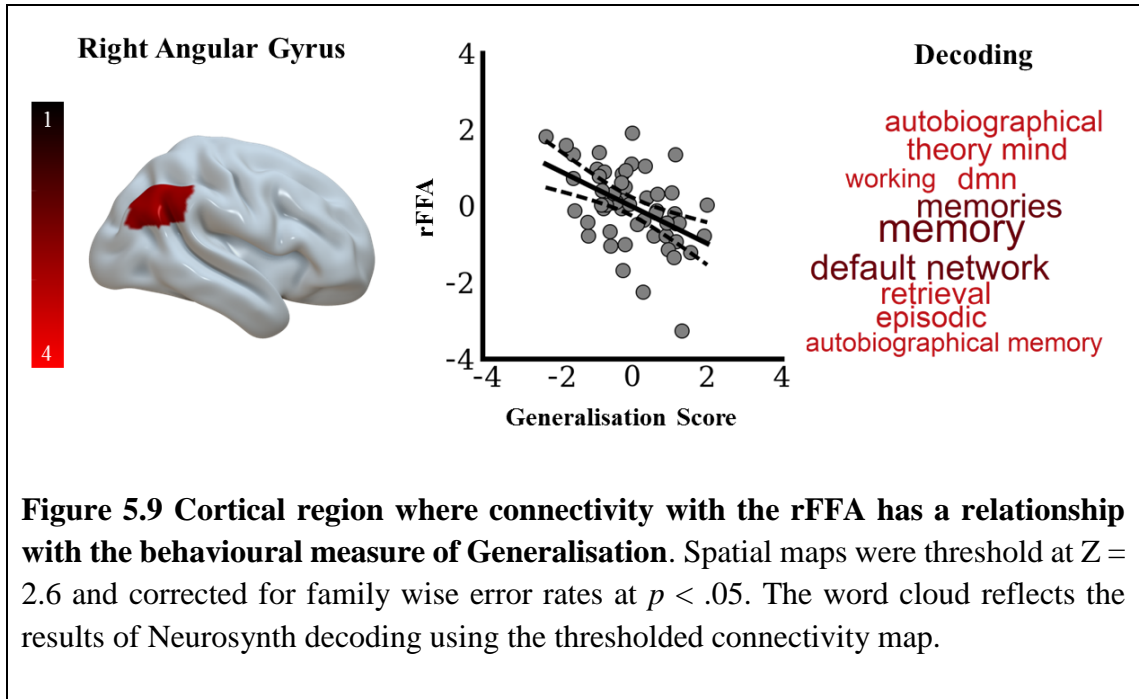 Right Angular Gyrus
1
4
4
2
0
-2
-4
rFFA
-4
-2
0
2
4
Generalisation Score
Decoding
autobiographical
theory mind
working dmn
memories
memory
default network
retrieval
episodic
autobiographical memory
Figure 5.9 Cortical region where connectivity with the rFFA has a relationship
with the behavioural measure of Generalisation. Spatial maps were threshold at Z =
2.6 and corrected for family wise error rates at p < .05. The word cloud reflects the
results of Neurosynth decoding using the thresholded connectivity map.